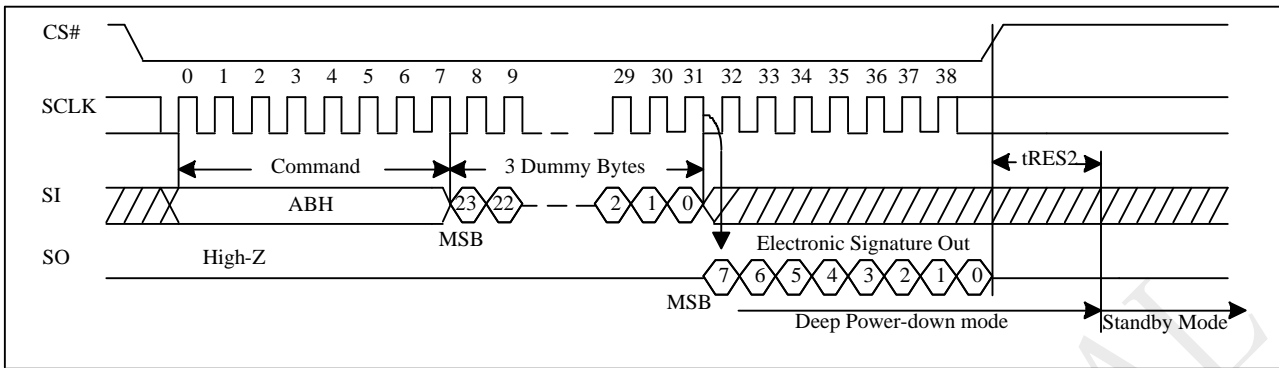 CS#
0 1 2 3 4 5 6 7 8 9 29 30 31 32 33 34 35 36 37 38
SCLK
Command 3 Dummy Bytes tRES2
SI ABH 23 22 2 1 0
MSB
SO High-Z Electronic Signature Out
7 6 5 4 3 2 1 0
MSB
Deep Power-down mode Standby Mode